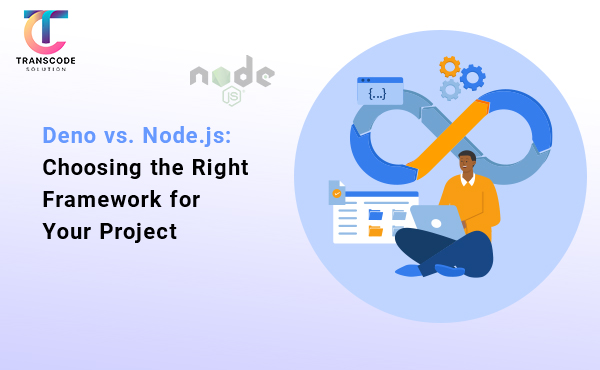 TRANSCODE
SOLUTION
node
JS
Deno vs. Node.js:
Choosing the Right
Framework for
Your Project
{...}